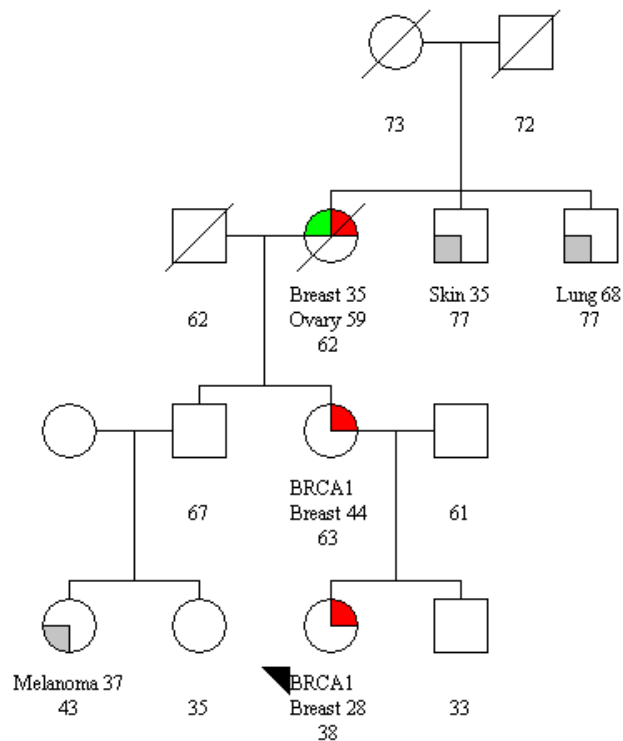 73
72
62
Breast 35
Ovary 59
62
Skin 35
77
Lung 68
77
67
BRCA1
Breast 44
63
61
Melanoma 37
43
35
BRCA1
Breast 28
38
33